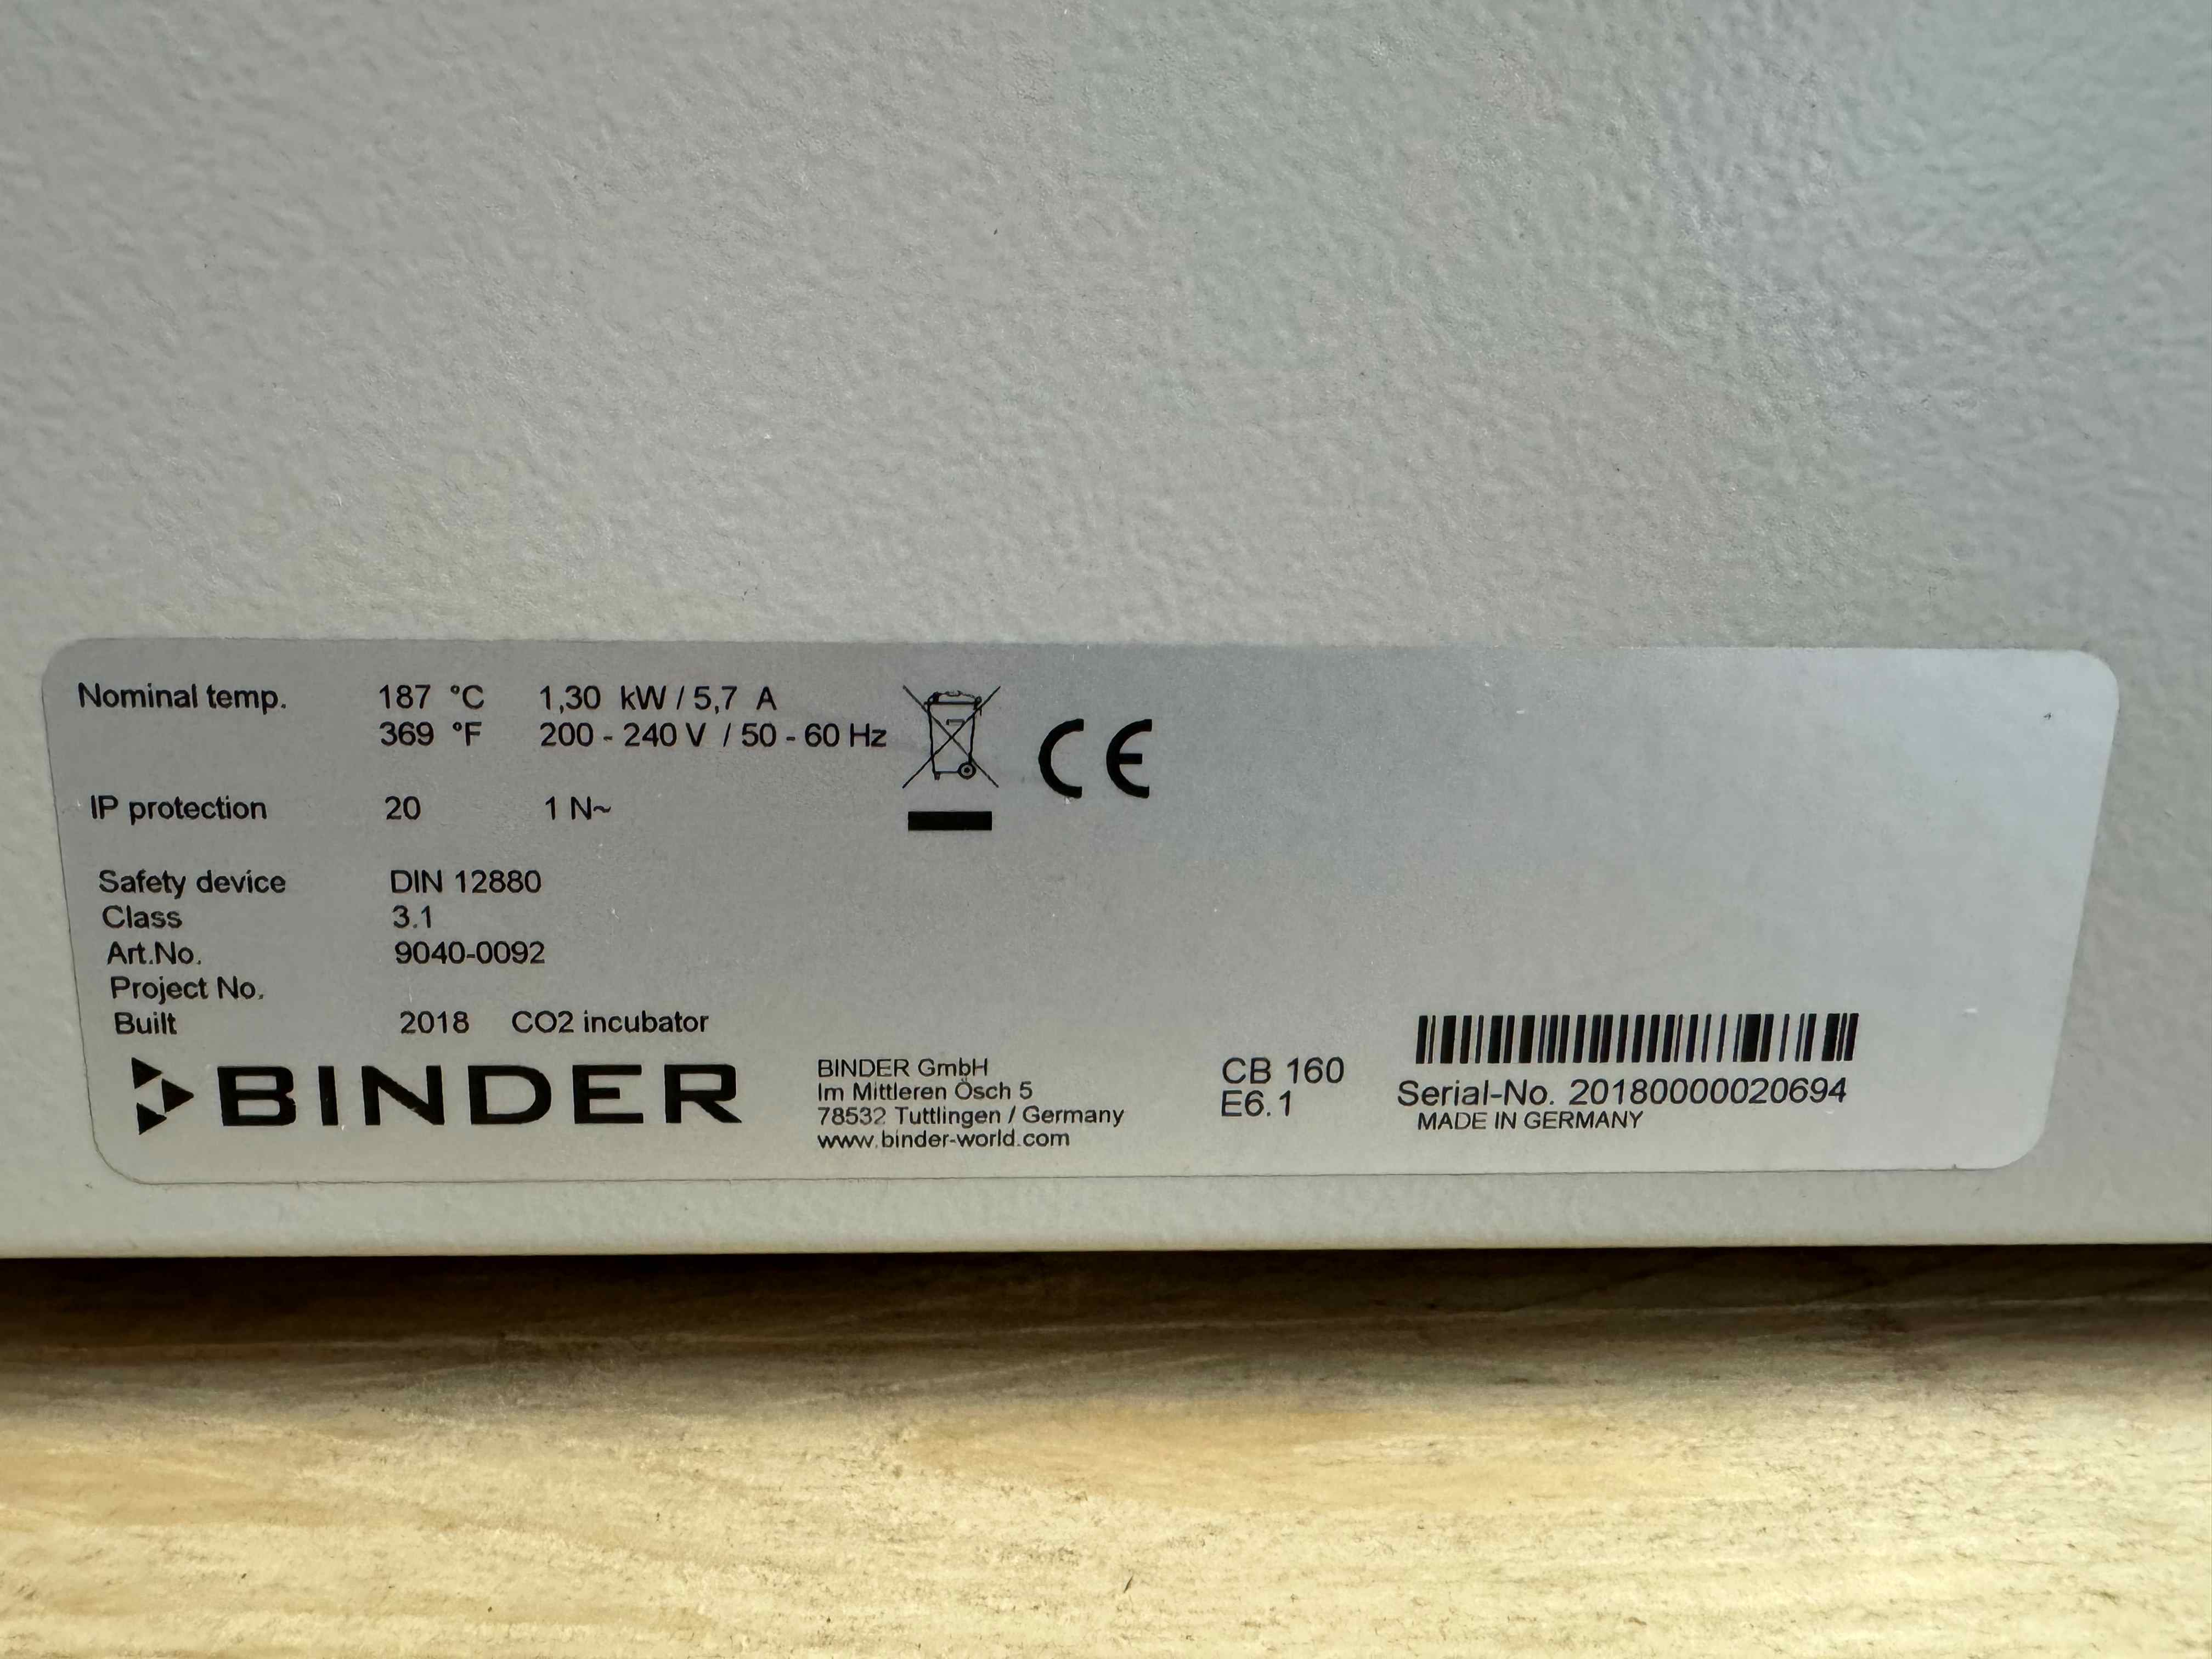 Nominal temp. 187 °C 1,30 kW / 5,7 A
369 °F 200 - 240 V / 50 - 60 Hz
CE
IP protection 20 1 N~
Safety device DIN 12880
Class 3.1
Art.No. 9040-0092
Project No.
Built 2018 CO2 incubator
BINDER
BINDER GmbH
Im Mittleren Ösch 5
78532 Tuttlingen / Germany
www.binder-world.com
CB 160
E6.1
Serial-No. 20180000020694
MADE IN GERMANY